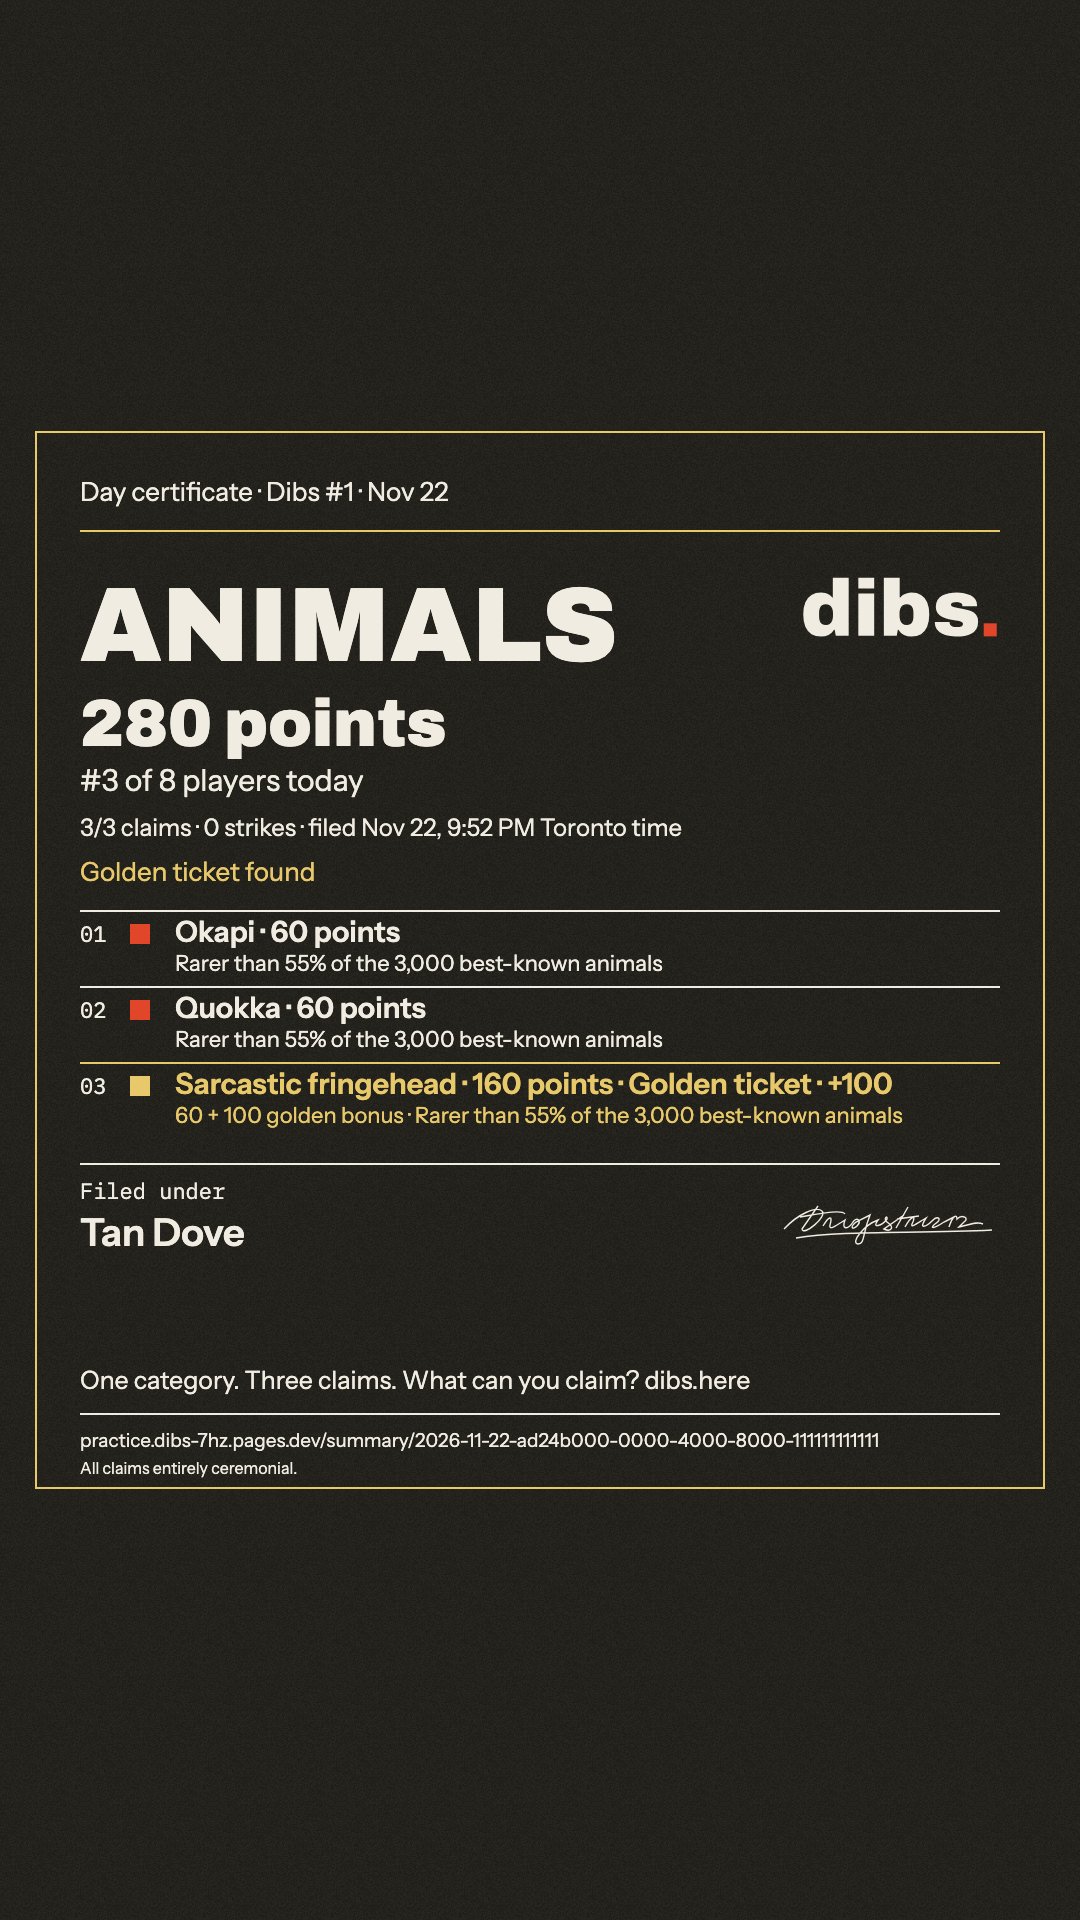 Day certificate · Dibs #1 · Nov 22
ANIMALS
dibs.
280 points
#3 of 8 players today
3/3 claims · 0 strikes · filed Nov 22, 9:52 PM Toronto time
Golden ticket found
01 Okapi · 60 points
Rarer than 55% of the 3,000 best-known animals
02 Quokka · 60 points
Rarer than 55% of the 3,000 best-known animals
03 Sarcastic fringehead · 160 points · Golden ticket · +100
60 + 100 golden bonus · Rarer than 55% of the 3,000 best-known animals
Filed under
Tan Dove
One category. Three claims. What can you claim? dibs.here
practice.dibs-7hz.pages.dev/summary/2026-11-22-ad24b000-0000-4000-8000-111111111111
All claims entirely ceremonial.